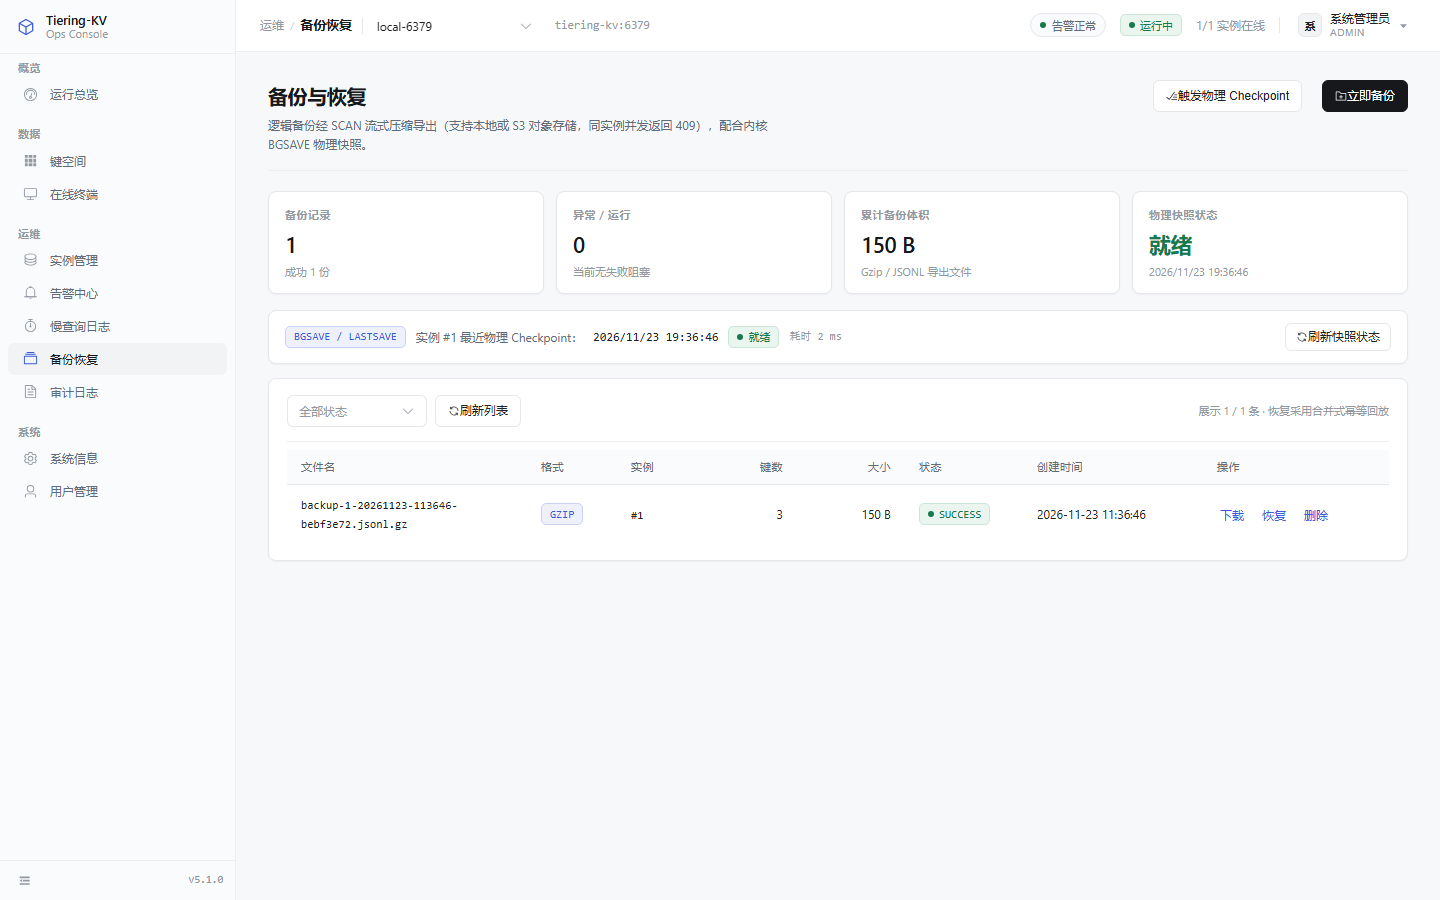 Tiering-KV
Ops Console
概览
运行总览
数据
键空间
在线终端
运维
实例管理
告警中心
慢查询日志
备份恢复
审计日志
系统
系统信息
用户管理
v5.1.0
运维 / 备份恢复
local-6379
tiering-kv:6379
告警正常
运行中
1/1 实例在线
系
系统管理员
ADMIN
备份与恢复
逻辑备份经 SCAN 流式压缩导出（支持本地或 S3 对象存储，同实例并发返回 409），配合内核
BGSAVE 物理快照。
触发物理 Checkpoint
立即备份
备份记录
1
成功 1 份
异常 / 运行
0
当前无失败阻塞
累计备份体积
150 B
Gzip / JSONL 导出文件
物理快照状态
就绪
2026/11/23 19:36:46
BGSAVE / LASTSAVE 实例 #1 最近物理 Checkpoint: 2026/11/23 19:36:46 就绪 耗时 2 ms
刷新快照状态
全部状态
刷新列表
展示 1 / 1 条 · 恢复采用合并式幂等回放
文件名 格式 实例 键数 大小 状态 创建时间 操作
backup-1-20261123-113646-
bebf3e72.jsonl.gz
GZIP #1 3 150 B SUCCESS 2026-11-23 11:36:46 下载 恢复 删除